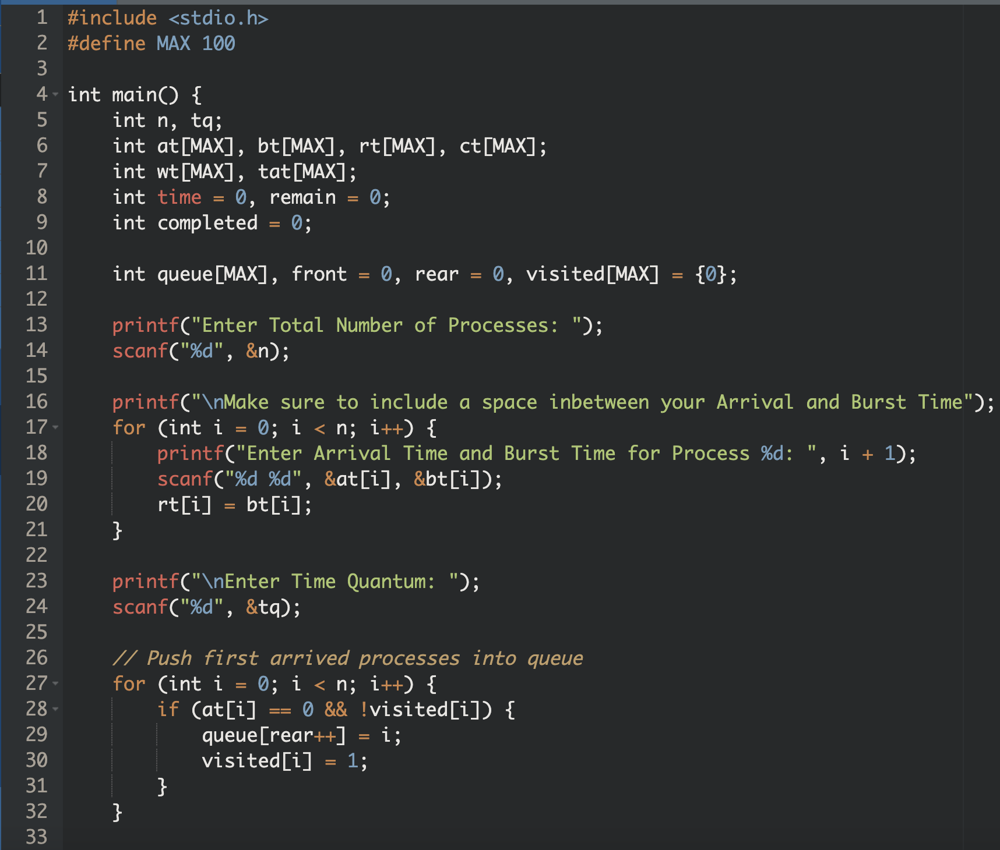 1 #include <stdio.h>
2 #define MAX 100
3
4 int main() {
5     int n, tq;
6     int at[MAX], bt[MAX], rt[MAX], ct[MAX];
7     int wt[MAX], tat[MAX];
8     int time = 0, remain = 0;
9     int completed = 0;
10
11     int queue[MAX], front = 0, rear = 0, visited[MAX] = {0};
12
13     printf("Enter Total Number of Processes: ");
14     scanf("%d", &n);
15
16     printf("\nMake sure to include a space inbetween your Arrival and Burst Time");
17     for (int i = 0; i < n; i++) {
18         printf("Enter Arrival Time and Burst Time for Process %d: ", i + 1);
19         scanf("%d %d", &at[i], &bt[i]);
20         rt[i] = bt[i];
21     }
22
23     printf("\nEnter Time Quantum: ");
24     scanf("%d", &tq);
25
26     // Push first arrived processes into queue
27     for (int i = 0; i < n; i++) {
28         if (at[i] == 0 && !visited[i]) {
29             queue[rear++] = i;
30             visited[i] = 1;
31         }
32     }
33